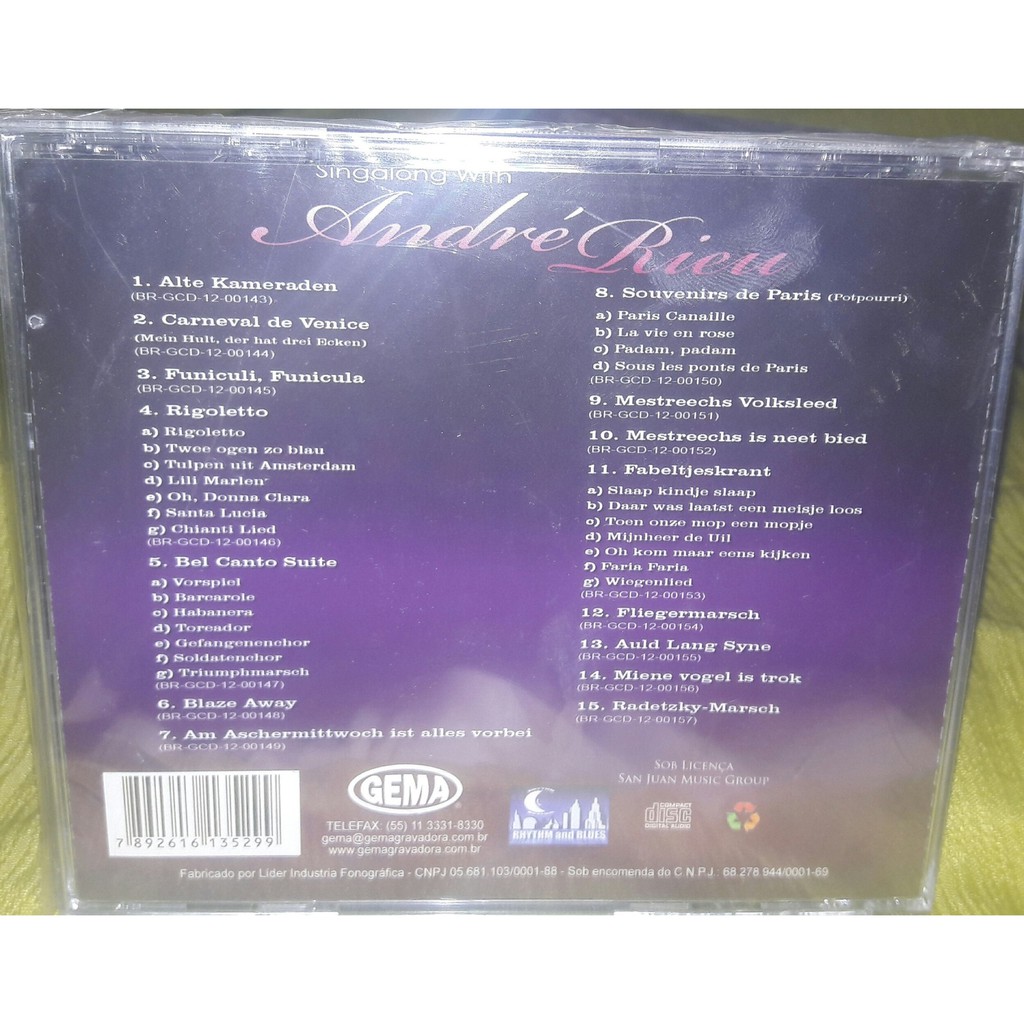 Singalong With
André Rieu
1. Alte Kameraden
(BR-GCD-12-00143)
2. Carneval de Venice
(Mein Hult, der hat drei Ecken)
(BR-GCD-12-00144)
3. Funiculi, Funicula
(BR-GCD-12-00145)
4. Rigoletto
a) Rigoletto
b) Twee ogen zo blau
c) Tulpen uit Amsterdam
d) Lili Marlen
e) Oh, Donna Clara
f) Santa Lucia
g) Chianti Lied
(BR-GCD-12-00146)
5. Bel Canto Suite
a) Vorspiel
b) Barcarole
c) Habanera
d) Toreador
e) Gefangenenchor
f) Soldatenchor
g) Triumphmarsch
(BR-GCD-12-00147)
6. Blaze Away
(BR-GCD-12-00148)
7. Am Aschermittwoch ist alles vorbei
(BR-GCD-12-00149)
8. Souvenirs de Paris (Potpourri)
a) Paris Canaille
b) La vie en rose
c) Padam, padam
d) Sous les ponts de Paris
(BR-GCD-12-00150)
9. Mestreechs Volksleed
(BR-GCD-12-00151)
10. Mestreechs is neet bied
(BR-GCD-12-00152)
11. Fabeltjeskrant
a) Slaap kindje slaap
b) Daar was laatst een meisje loos
c) Toen onze mop een mopje
d) Mijnheer de Uil
e) Oh kom maar eens kijken
f) Faria Faria
g) Wiegenlied
(BR-GCD-12-00153)
12. Fliegermarsch
(BR-GCD-12-00154)
13. Auld Lang Syne
(BR-GCD-12-00155)
14. Miene vogel is trok
(BR-GCD-12-00156)
15. Radetzky-Marsch
(BR-GCD-12-00157)
SOB LICENÇA
SAN JUAN MUSIC GROUP
7 892616 135299
GEMA
TELEFAX: (55) 11 3331-8330
gema@gemagravadora.com.br
www.gemagravadora.com.br
RHYTHM and BLUES
COMPACT
disc
DIGITAL AUDIO
Fabricado por Lider Industria Fonográfica - CNPJ 05.681.103/0001-88 - Sob encomenda do C N P J . 68.278.944/0001-69